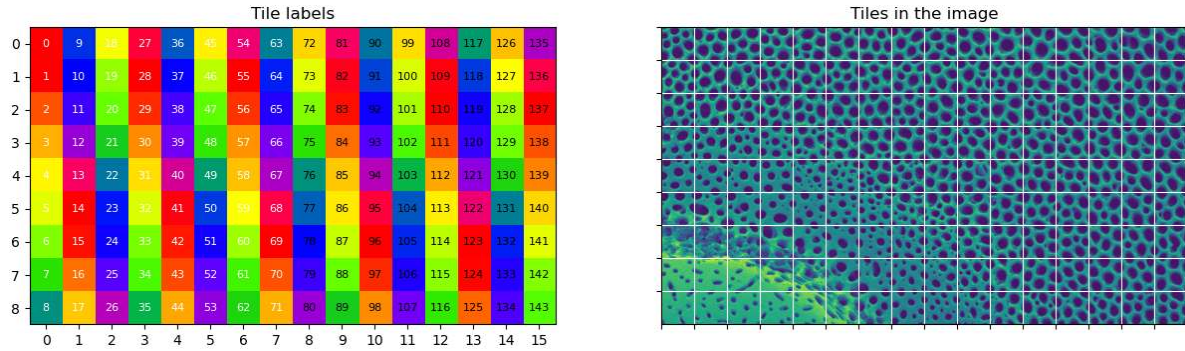 Tile labels
Tiles in the image
0 0 9 18 27 36 45 54 63 72 81 90 99 108 117 126 135
1 1 10 19 28 37 46 55 64 73 82 91 100 109 118 127 136
2 2 11 20 29 38 47 56 65 74 83 92 101 110 119 128 137
3 3 12 21 30 39 48 57 66 75 84 93 102 111 120 129 138
4 4 13 22 31 40 49 58 67 76 85 94 103 112 121 130 139
5 5 14 23 32 41 50 59 68 77 86 95 104 113 122 131 140
6 6 15 24 33 42 51 60 69 78 87 96 105 114 123 132 141
7 7 16 25 34 43 52 61 70 79 88 97 106 115 124 133 142
8 8 17 26 35 44 53 62 71 80 89 98 107 116 125 134 143
0 1 2 3 4 5 6 7 8 9 10 11 12 13 14 15